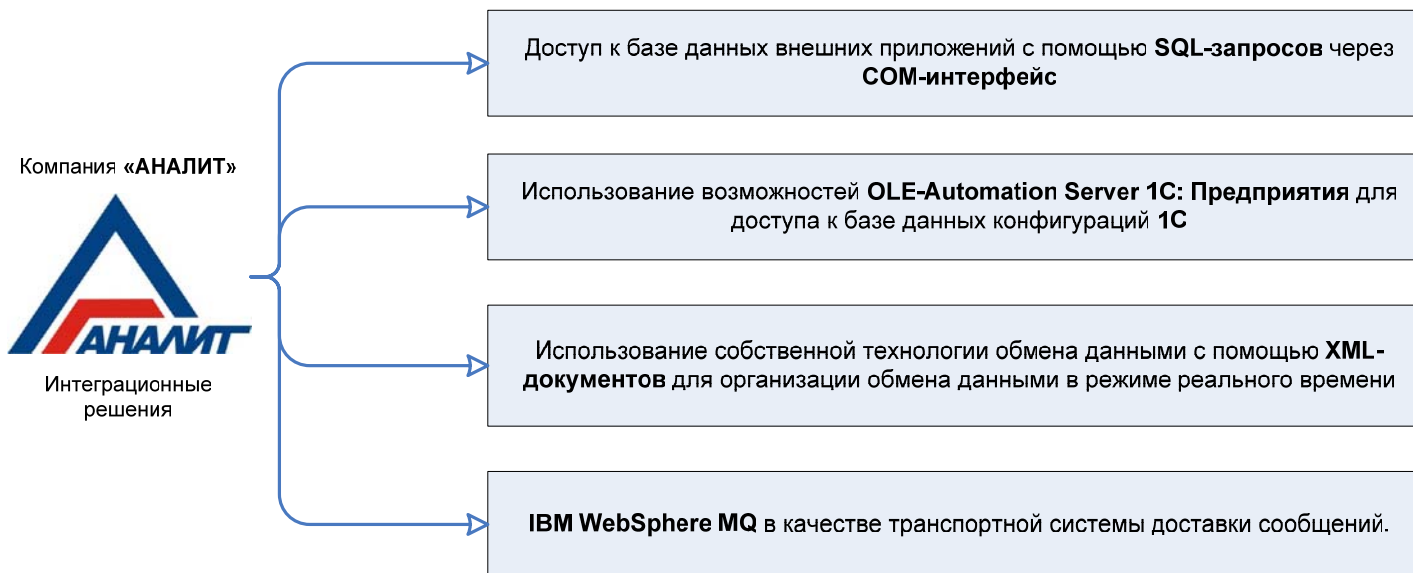 Компания «АНАЛИТ»
АНАЛИТ
Интеграционные
решения
Доступ к базе данных внешних приложений с помощью SQL-запросов через
COM-интерфейс
Использование возможностей OLE-Automation Server 1С: Предприятия для
доступа к базе данных конфигураций 1С
Использование собственной технологии обмена данными с помощью XML-
документов для организации обмена данными в режиме реального времени
IBM WebSphere MQ в качестве транспортной системы доставки сообщений.